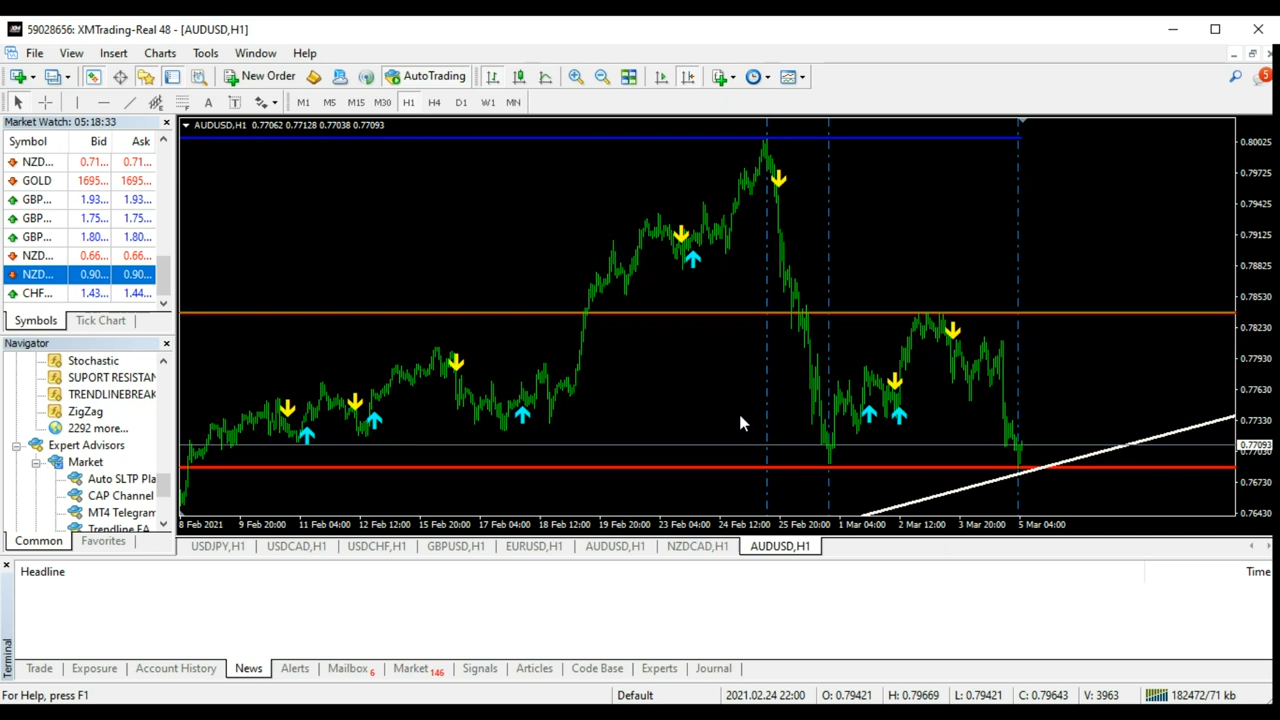 59028656: XMTrading-Real 48 - [AUDUSD,H1]
File View Insert Charts Tools Window Help
New Order AutoTrading
A T M1 M5 M15 M30 H1 H4 D1 W1 MN
5
Market Watch: 05:18:33
Symbol Bid Ask
NZD... 0.71... 0.71...
GOLD 1695... 1695...
GBP... 1.93... 1.93...
GBP... 1.75... 1.75...
GBP... 1.80... 1.80...
NZD... 0.66... 0.66...
NZD... 0.90... 0.90...
CHF... 1.43... 1.44...
Symbols Tick Chart
Navigator
Stochastic
SUPORT RESISTAN
TRENDLINEBREAK
ZigZag
2292 more...
Expert Advisors
Market
Auto SLTP Pla
CAP Channel
MT4 Telegram
Trendline EA
Common Favorites
AUDUSD,H1 0.77062 0.77128 0.77038 0.77093
0.80025
0.79725
0.79425
0.79125
0.78825
0.78530
0.78230
0.77930
0.77630
0.77330
0.77093
0.77030
0.76730
0.76430
8 Feb 2021 9 Feb 20:00 11 Feb 04:00 12 Feb 12:00 15 Feb 20:00 17 Feb 04:00 18 Feb 12:00 19 Feb 20:00 23 Feb 04:00 24 Feb 12:00 25 Feb 20:00 1 Mar 04:00 2 Mar 12:00 3 Mar 20:00 5 Mar 04:00
USDJPY,H1 USDCAD,H1 USDCHF,H1 GBPUSD,H1 EURUSD,H1 AUDUSD,H1 NZDCAD,H1 AUDUSD,H1
Headline Time
Terminal
Trade Exposure Account History News Alerts Mailbox 6 Market 146 Signals Articles Code Base Experts Journal
For Help, press F1 Default 2021.02.24 22:00 O: 0.79421 H: 0.79669 L: 0.79421 C: 0.79643 V: 3963 182472/71 kb